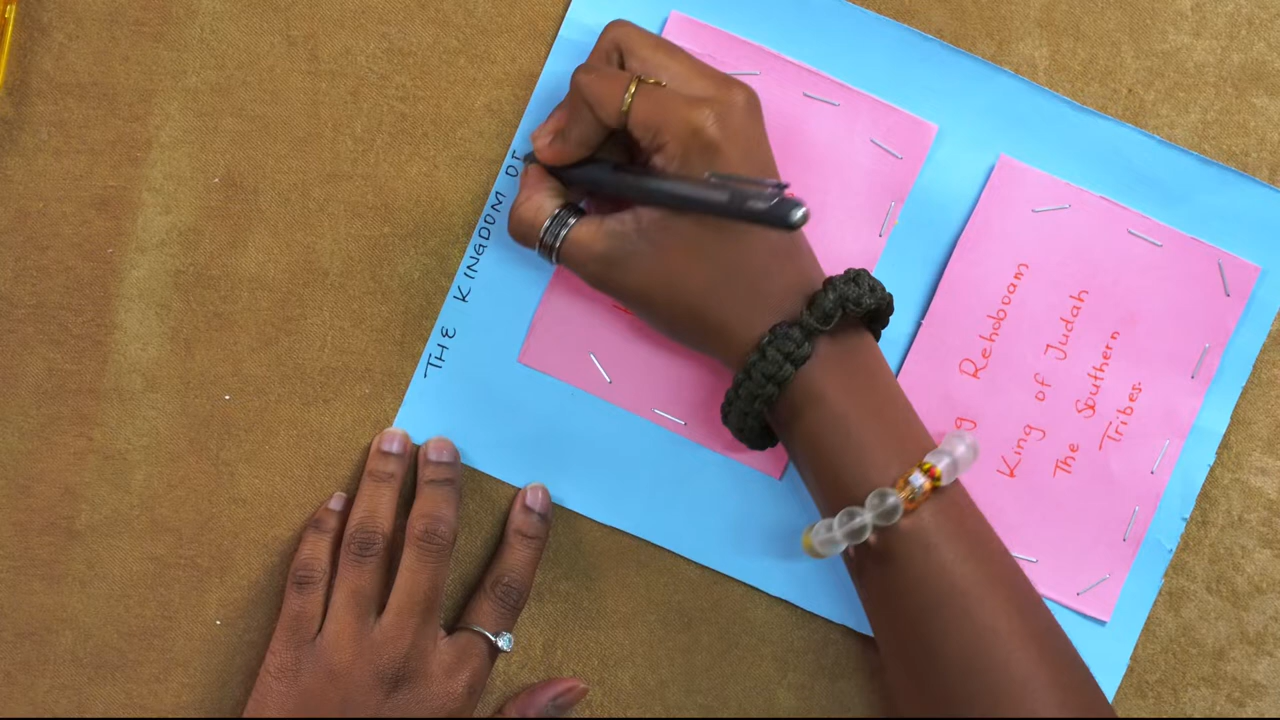 THE KINGDOM OF
Rehoboam
King of Judah
The Southern
Tribes.